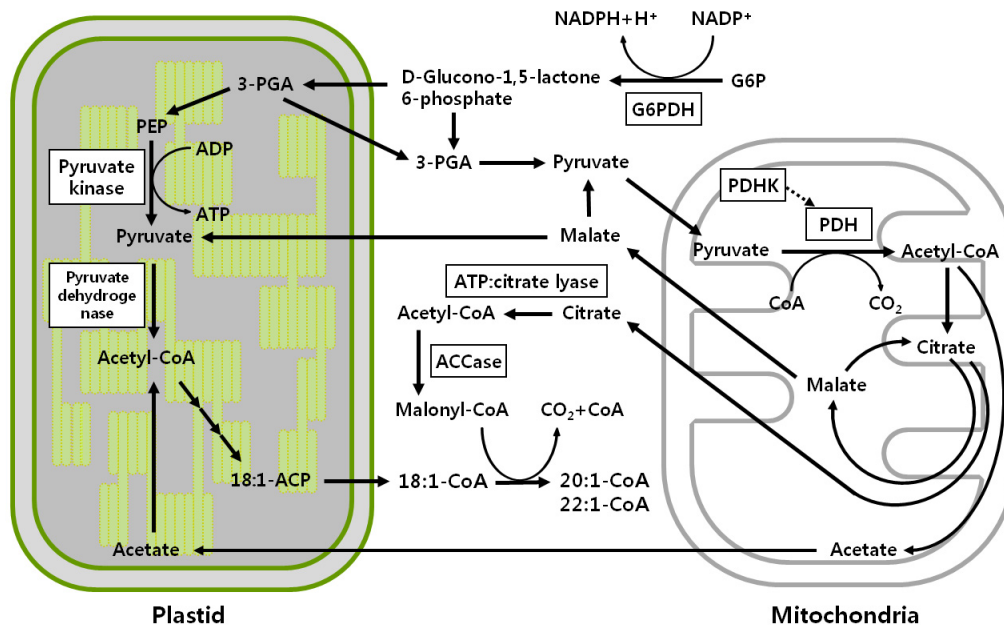 NADPH+H⁺
NADP⁺
3-PGA
D-Glucono-1,5-lactone
6-phosphate
G6P
G6PDH
PEP
ADP
Pyruvate
kinase
ATP
Pyruvate
3-PGA
Pyruvate
Malate
PDHK
PDH
Pyruvate
Acetyl-CoA
CoA
CO₂
Pyruvate
dehydroge
nase
ATP:citrate lyase
Acetyl-CoA
Citrate
Citrate
Acetyl-CoA
ACCase
Malate
Malonyl-CoA
CO₂+CoA
18:1-ACP
18:1-CoA
20:1-CoA
22:1-CoA
Acetate
Acetate
Plastid
Mitochondria